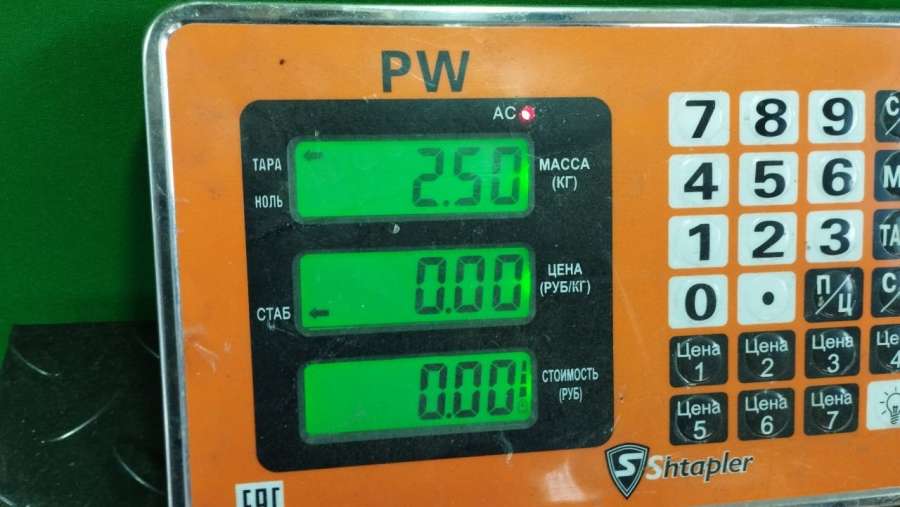 PW
AC
ТАРА
НОЛЬ
2.50
МАССА
(КГ)
СТАБ
0.00
ЦЕНА
(РУБ/КГ)
0.00
СТОИМОСТЬ
(РУБ)
7 8 9
4 5 6
1 2 3
0 . П/Ц
Цена 1 Цена 2 Цена 3
Цена 5 Цена 6 Цена 7
S Shtapler
EAC